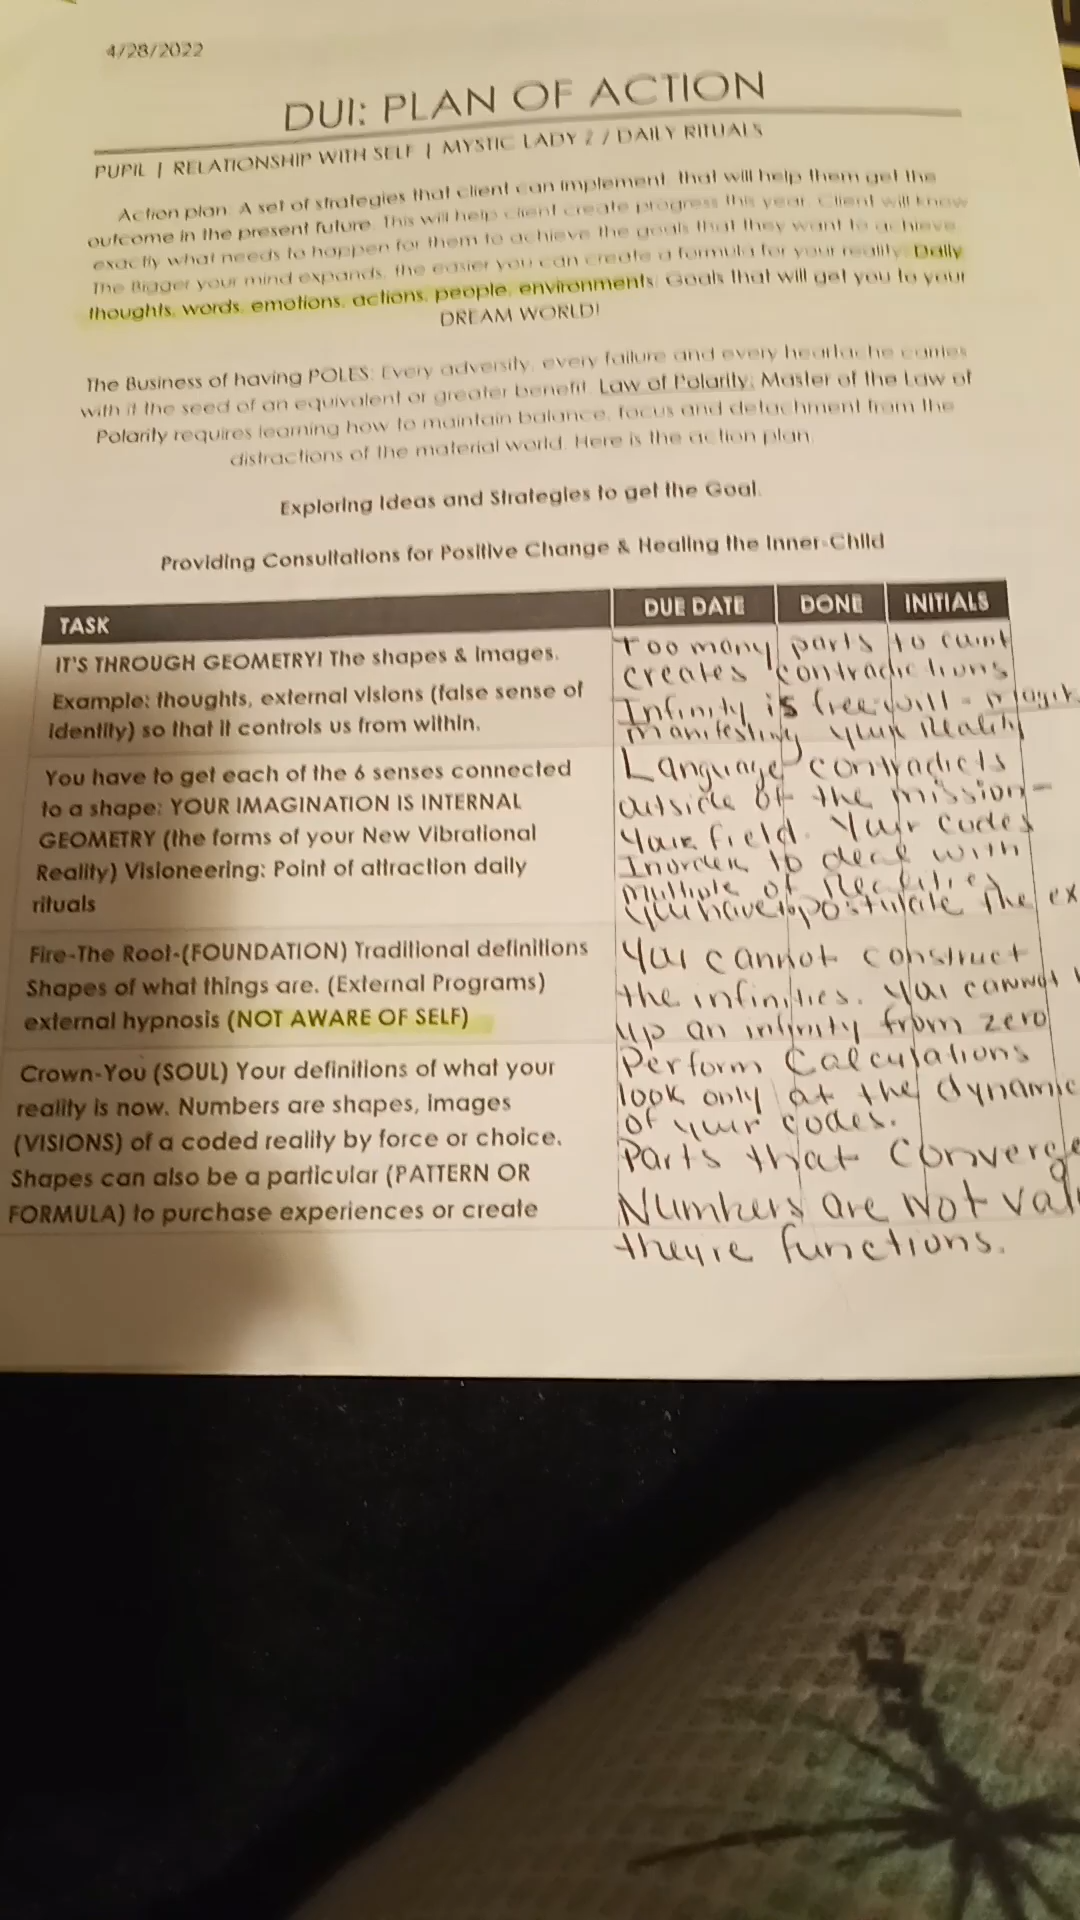 4/28/2022
DUI: PLAN OF ACTION
PUPIL | RELATIONSHIP WITH SELF | MYSTIC LADY / DAILY RITUALS
Action plan: A set of strategies that client can implement, that will help them get the
outcome in the present future. This will help client create progress this year. Client will know
exactly what needs to happen for them to achieve the goals that they want to achieve.
The Bigger your mind expands, the easier you can create a formula for your reality. Daily
thoughts, words, emotions, actions, people, environments: Goals that will get you to your
DREAM WORLD!
The Business of having POLES: Every adversity, every failure and every heartache carries
with it the seed of an equivalent or greater benefit. Law of Polarity: Master of the Law of
Polarity requires learning how to maintain balance, focus and detachment from the
distractions of the material world. Here is the action plan.
Exploring Ideas and Strategies to get the Goal.
Providing Consultations for Positive Change & Healing the Inner-Child
TASK DUE DATE DONE INITIALS
IT'S THROUGH GEOMETRY! The shapes & images.
Example: thoughts, external visions (false sense of
identity) so that it controls us from within.
Too many parts to
creates contradictions
Infinity is free will =
manifesting your Reality
You have to get each of the 6 senses connected
to a shape: YOUR IMAGINATION IS INTERNAL
GEOMETRY (the forms of your New Vibrational
Reality) Visioneering: Point of attraction daily
rituals
Language contradicts
outside of the mission-
Your field. Your codes
Inorder to deal with
multiple of Realities
you have to postulate the ex
Fire-The Root-(FOUNDATION) Traditional definitions
Shapes of what things are. (External Programs)
external hypnosis (NOT AWARE OF SELF)
You cannot construct
the infinities. You cannot
up an infinity from zero
Crown-You (SOUL) Your definitions of what your
reality is now. Numbers are shapes, images
(VISIONS) of a coded reality by force or choice.
Shapes can also be a particular (PATTERN OR
FORMULA) to purchase experiences or create
Perform Calculations
look only at the dynamic
of your codes.
Parts that Converge
Numbers are Not val
they're functions.